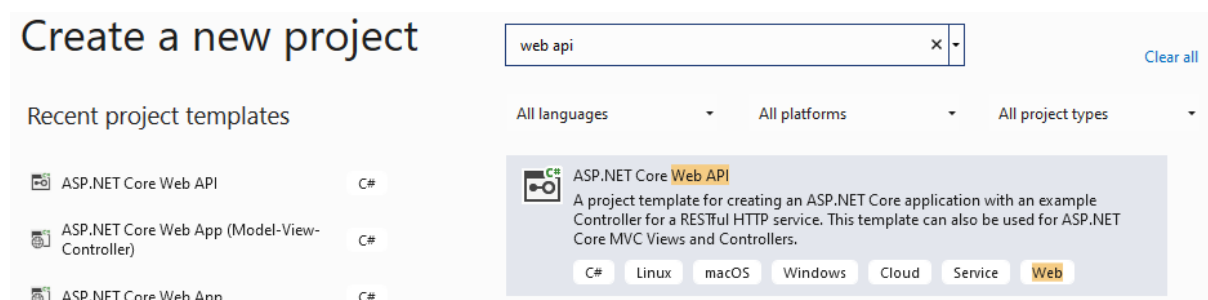 Create a new project
web api
Clear all
Recent project templates
All languages
All platforms
All project types
ASP.NET Core Web API
C#
ASP.NET Core Web App (Model-View-
Controller)
C#
ASP.NET Core Web App
C#
C#
ASP.NET Core Web API
A project template for creating an ASP.NET Core application with an example
Controller for a RESTful HTTP service. This template can also be used for ASP.NET
Core MVC Views and Controllers.
C# Linux macOS Windows Cloud Service Web